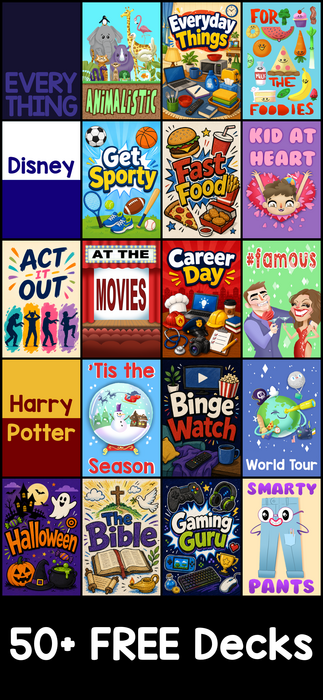 EVERY
THING
ANIMALISTIC
Everyday
Things
FOR
THE
FOODIES
Disney
Get
Sporty
Fast
Food
KID AT
HEART
ACT
IT
OUT
AT THE
MOVIES
Career
Day
#famous
Harry
Potter
'Tis the
Season
Binge
Watch
World Tour
Halloween
The
Bible
Gaming
Guru
SMARTY
PANTS
50+ FREE Decks